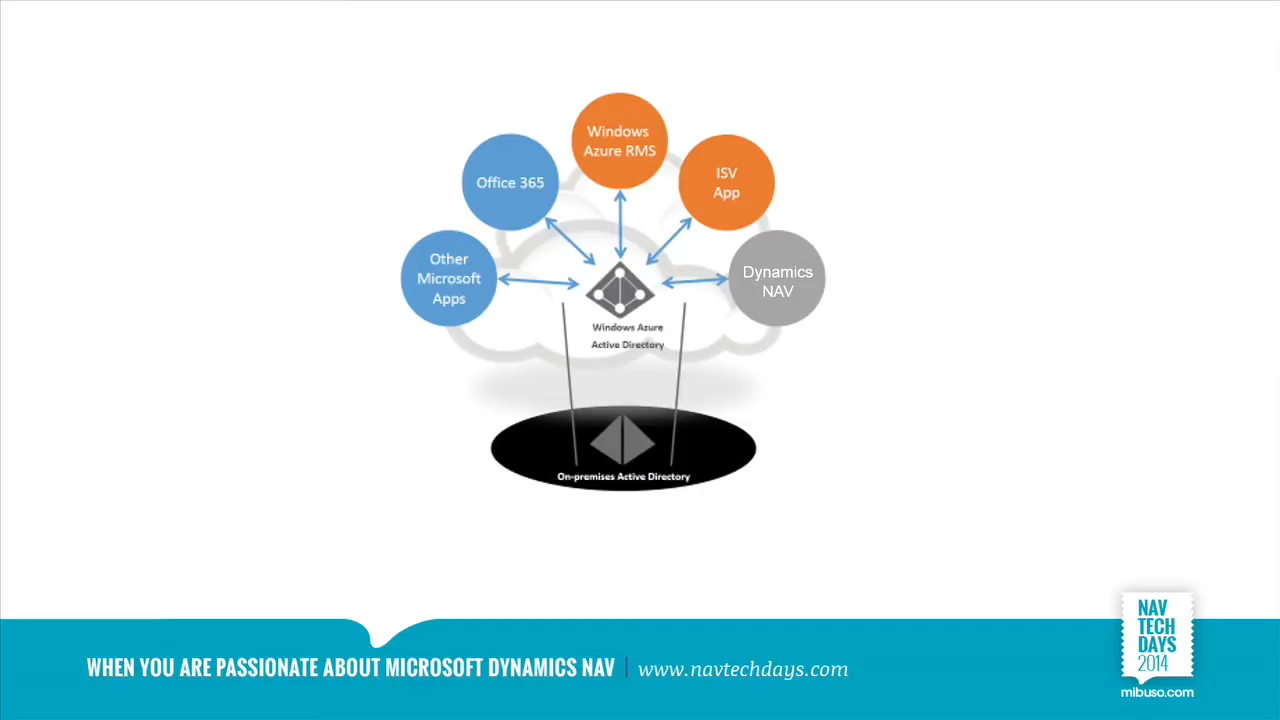 Windows
Azure RMS
Office 365
ISV
App
Other
Microsoft
Apps
Dynamics
NAV
Windows Azure
Active Directory
On-premises Active Directory
NAV
TECH
DAYS
2014
WHEN YOU ARE PASSIONATE ABOUT MICROSOFT DYNAMICS NAV | www.navtechdays.com
mibuso.com